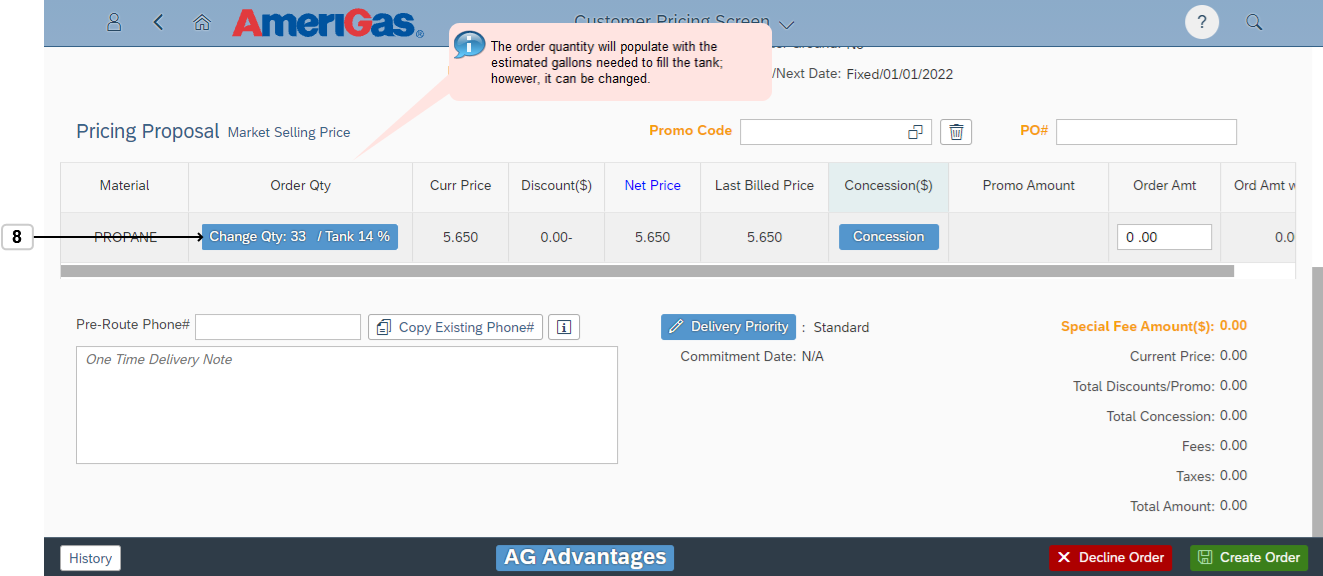 AmeriGas®
Customer Pricing Screen
?
The order quantity will populate with the
estimated gallons needed to fill the tank;
however, it can be changed.
/Next Date: Fixed/01/01/2022
Pricing Proposal Market Selling Price
Promo Code
PO#
Material Order Qty Curr Price Discount($) Net Price Last Billed Price Concession($) Promo Amount Order Amt Ord Amt w
8
PROPANE Change Qty: 33 / Tank 14 % 5.650 0.00- 5.650 5.650 Concession 0 .00 0.0
Pre-Route Phone# Copy Existing Phone# i
One Time Delivery Note
Delivery Priority : Standard
Commitment Date: N/A
Special Fee Amount($): 0.00
Current Price: 0.00
Total Discounts/Promo: 0.00
Total Concession: 0.00
Fees: 0.00
Taxes: 0.00
Total Amount: 0.00
History AG Advantages Decline Order Create Order